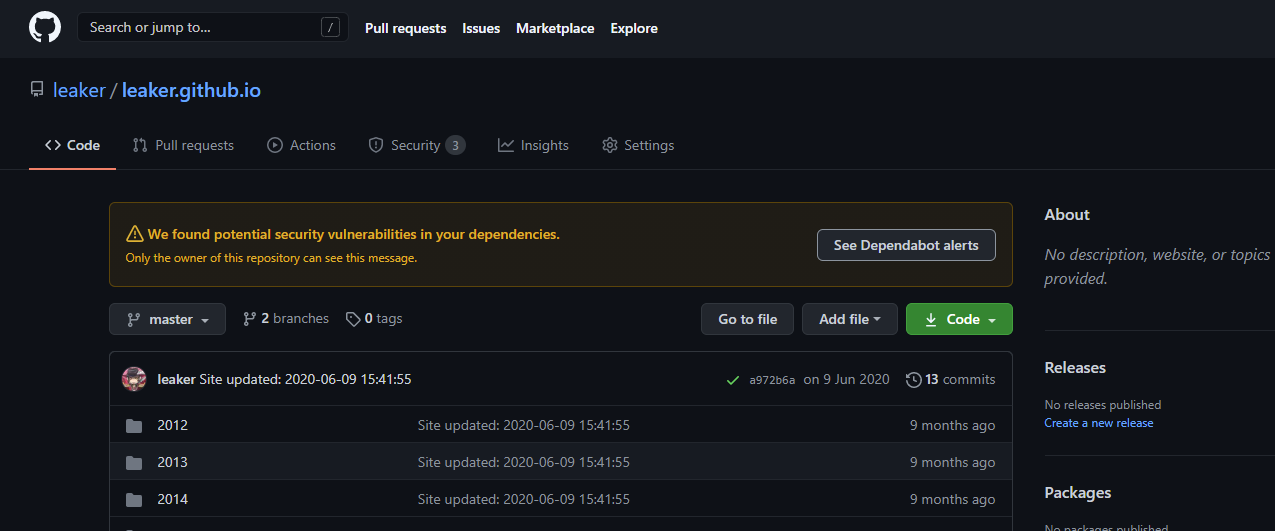 Search or jump to... / Pull requests Issues Marketplace Explore
leaker / leaker.github.io
<> Code Pull requests Actions Security 3 Insights Settings
We found potential security vulnerabilities in your dependencies.
Only the owner of this repository can see this message.
See Dependabot alerts
master 2 branches 0 tags Go to file Add file Code
leaker Site updated: 2020-06-09 15:41:55 a972b6a on 9 Jun 2020 13 commits
2012 Site updated: 2020-06-09 15:41:55 9 months ago
2013 Site updated: 2020-06-09 15:41:55 9 months ago
2014 Site updated: 2020-06-09 15:41:55 9 months ago
About
No description, website, or topics
provided.
Releases
No releases published
Create a new release
Packages
No packages published